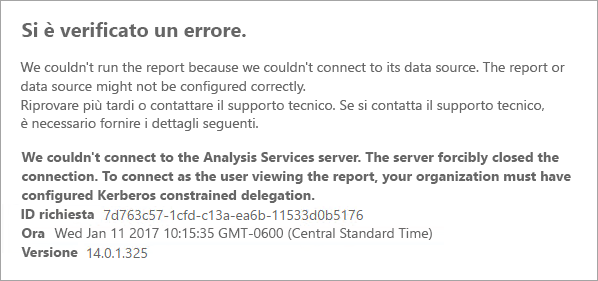 Si è verificato un errore.
We couldn't run the report because we couldn't connect to its data source. The report or
data source might not be configured correctly.
Riprovare più tardi o contattare il supporto tecnico. Se si contatta il supporto tecnico,
è necessario fornire i dettagli seguenti.
We couldn't connect to the Analysis Services server. The server forcibly closed the
connection. To connect as the user viewing the report, your organization must have
configured Kerberos constrained delegation.
ID richiesta 7d763c57-1cfd-c13a-ea6b-11533d0b5176
Ora Wed Jan 11 2017 10:15:35 GMT-0600 (Central Standard Time)
Versione 14.0.1.325